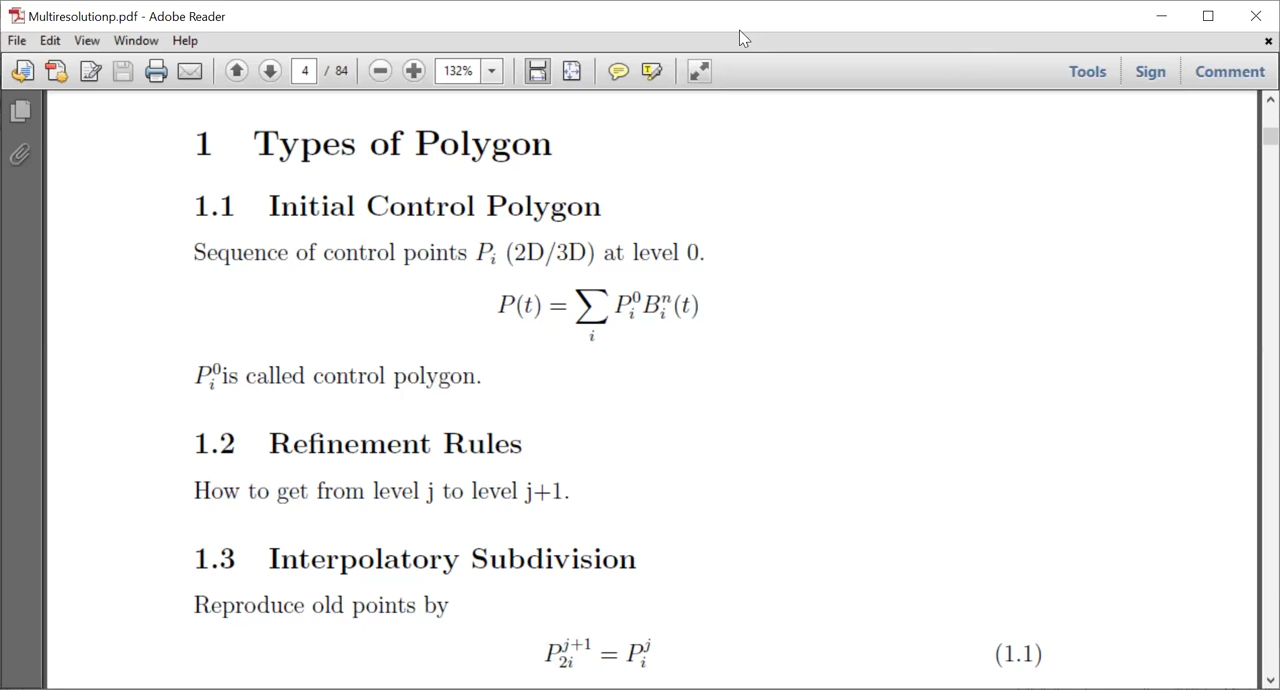 Multiresolutionp.pdf - Adobe Reader
File Edit View Window Help
4 / 84 132% Tools Sign Comment
1 Types of Polygon
1.1 Initial Control Polygon
Sequence of control points P_i (2D/3D) at level 0.
P(t) = ∑_i P_i^0 B_i^n(t)
P_i^0 is called control polygon.
1.2 Refinement Rules
How to get from level j to level j+1.
1.3 Interpolatory Subdivision
Reproduce old points by
P_{2i}^{j+1} = P_i^j (1.1)